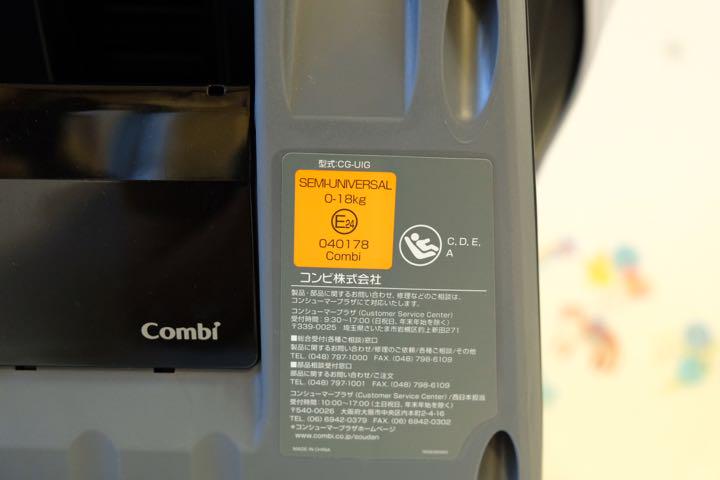 型式:CG-UIG
SEMI-UNIVERSAL
0-18kg
E24
040178
Combi
C, D, E,
A
コンビ株式会社
製品・部品に関するお問い合わせ、修理などのご相談は、
コンシューマープラザにて対応いたします。
コンシューマープラザ (Customer Service Center)
受付時間：9:30~17:00 (日祝日、年末年始を除く)
〒339-0025 埼玉県さいたま市岩槻区釣上新田271
■総合受付(各種ご相談)窓口
製品に関するお問い合わせ/修理のご依頼/各種ご相談/その他
TEL. (048) 797-1000 FAX. (048) 798-6109
■部品相談受付窓口
部品に関するお問い合わせ/ご注文
TEL. (048) 797-1001 FAX. (048) 798-6109
コンシューマープラザ (Customer Service Center) /西日本担当
受付時間：10:00~17:00 (土日祝日、年末年始を除く)
〒540-0026 大阪府大阪市中央区内本町2-4-16
TEL. (06) 6942-0379 FAX. (06) 6942-0302
*コンシューマープラザホームページ
www.combi.co.jp/soudan
MADE IN CHINA
Combi